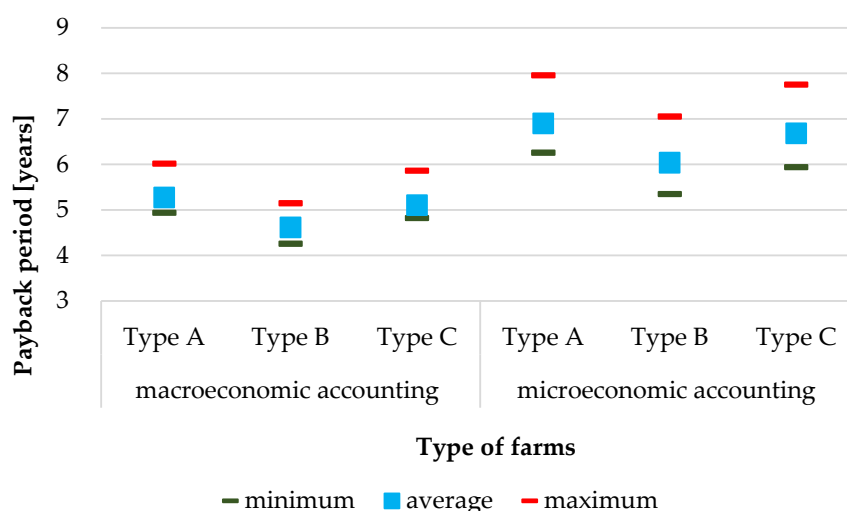 9
8
7
6
5
4
3
Payback period [years]
Type A Type B Type C Type A Type B Type C
macroeconomic accounting microeconomic accounting
Type of farms
minimum average maximum